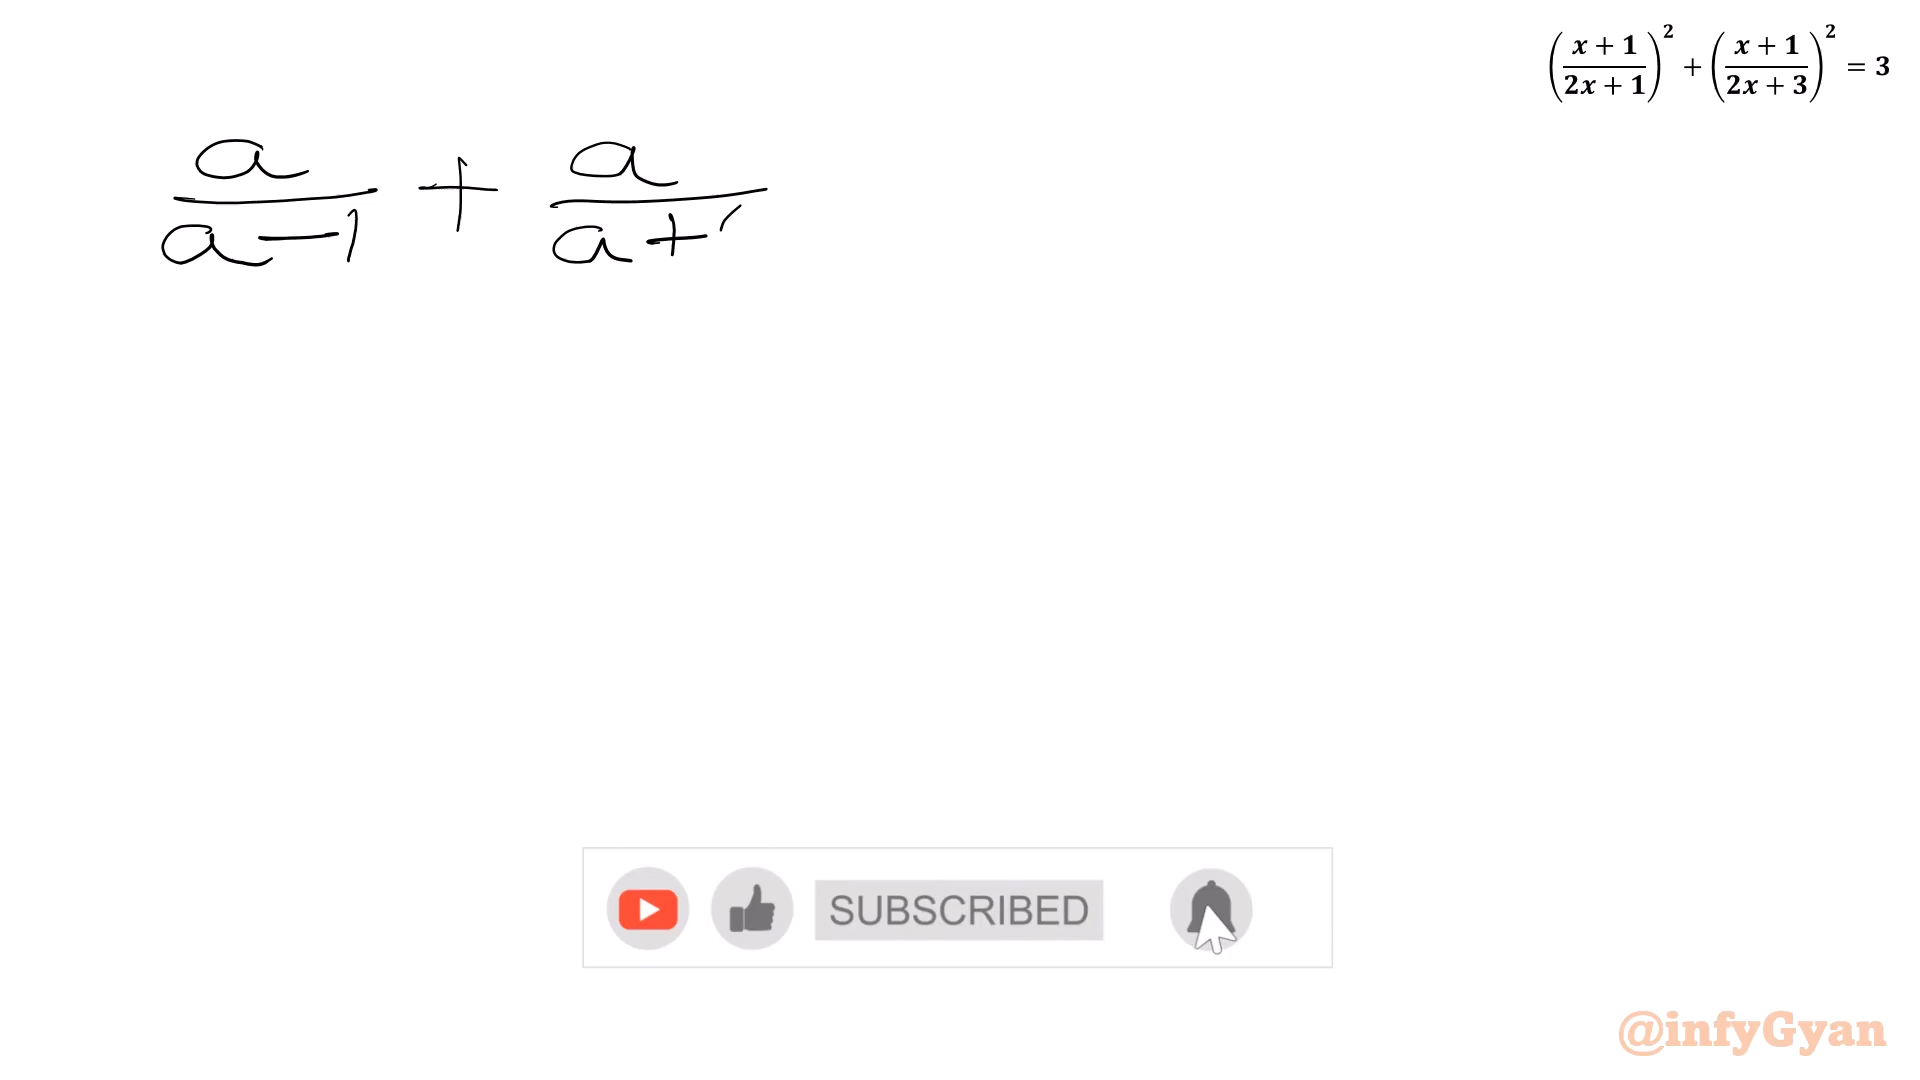 (x + 1 / 2x + 1)² + (x + 1 / 2x + 3)² = 3
a / a − 1 + a / a +
SUBSCRIBED
@infyGyan